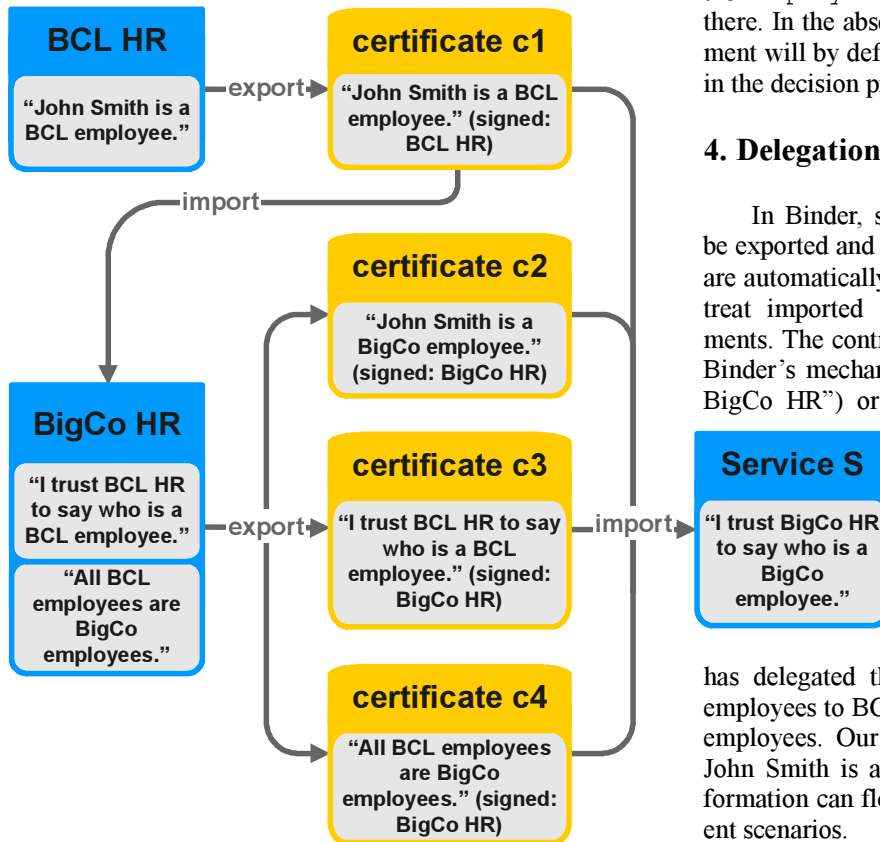 BCL HR
“John Smith is a
BCL employee.”
export
certificate c1
“John Smith is a BCL
employee.” (signed:
BCL HR)
import
certificate c2
“John Smith is a
BigCo employee.”
(signed: BigCo HR)
BigCo HR
“I trust BCL HR
to say who is a
BCL employee.”
“All BCL
employees are
BigCo
employees.”
export
certificate c3
“I trust BCL HR to say
who is a BCL
employee.” (signed:
BigCo HR)
certificate c4
“All BCL employees
are BigCo
employees.” (signed:
BigCo HR)
import
Service S
“I trust BigCo HR
to say who is a
BigCo
employee.”
there. In the abse
ment will by def
in the decision p
4. Delegation
In Binder, s
be exported and
are automatically
treat imported
ments. The contr
Binder’s mechan
BigCo HR”) or
has delegated th
employees to BC
employees. Our
John Smith is a
formation can fl
ent scenarios.